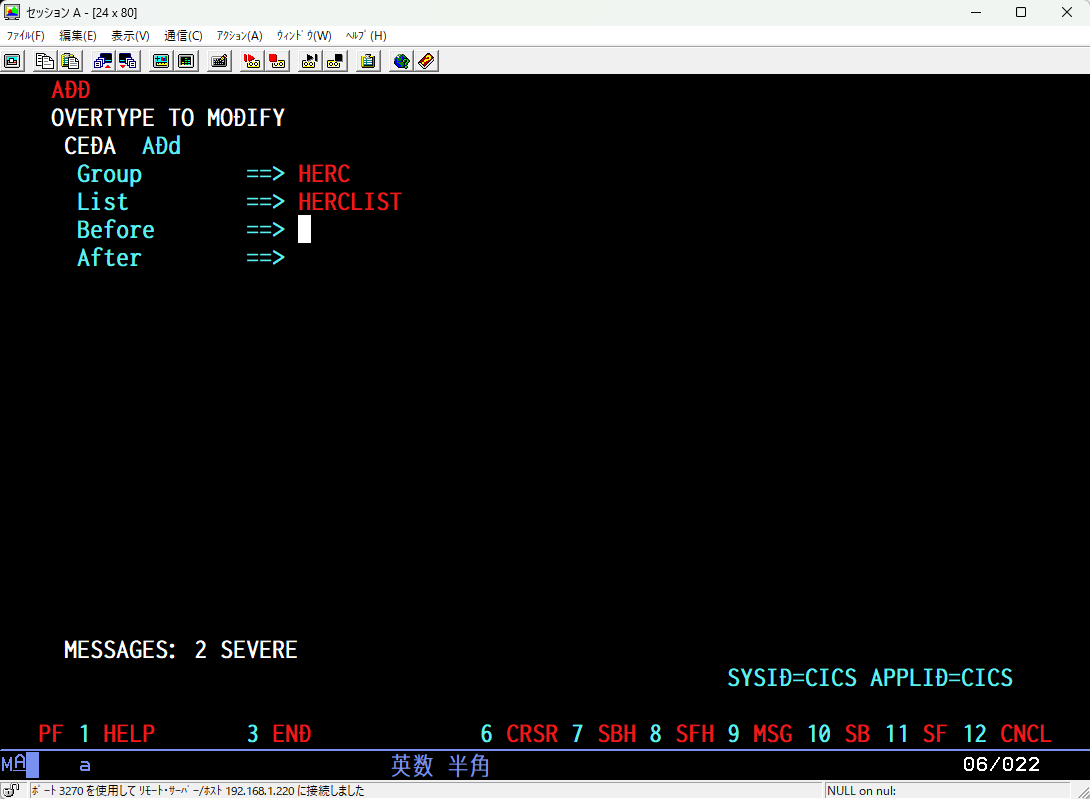 セッション A - [24 x 80]
ﾌｧｲﾙ(F) 編集(E) 表示(V) 通信(C) ｱｸｼｮﾝ(A) ｳｨﾝﾄﾞｳ(W) ﾍﾙﾌﾟ(H)
AĐĐ
OVERTYPE TO MOĐIFY
CEĐA AĐd
Group ==> HERC
List ==> HERCLIST
Before ==>
After ==>
MESSAGES: 2 SEVERE
SYSIĐ=CICS APPLIĐ=CICS
PF 1 HELP 3 ENĐ 6 CRSR 7 SBH 8 SFH 9 MSG 10 SB 11 SF 12 CNCL
MA a 英数 半角 06/022
ﾎﾟｰﾄ 3270 を使用して ﾘﾓｰﾄ･ｻｰﾊﾞｰ/ﾎｽﾄ 192.168.1.220 に接続しました NULL on nul: